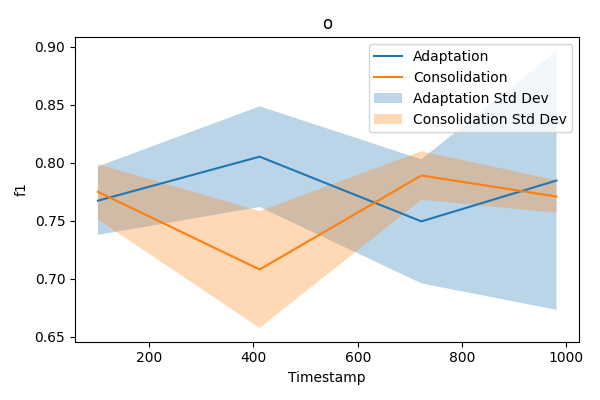 o
f1
0.90
0.85
0.80
0.75
0.70
0.65
Adaptation
Consolidation
Adaptation Std Dev
Consolidation Std Dev
200 400 600 800 1000
Timestamp